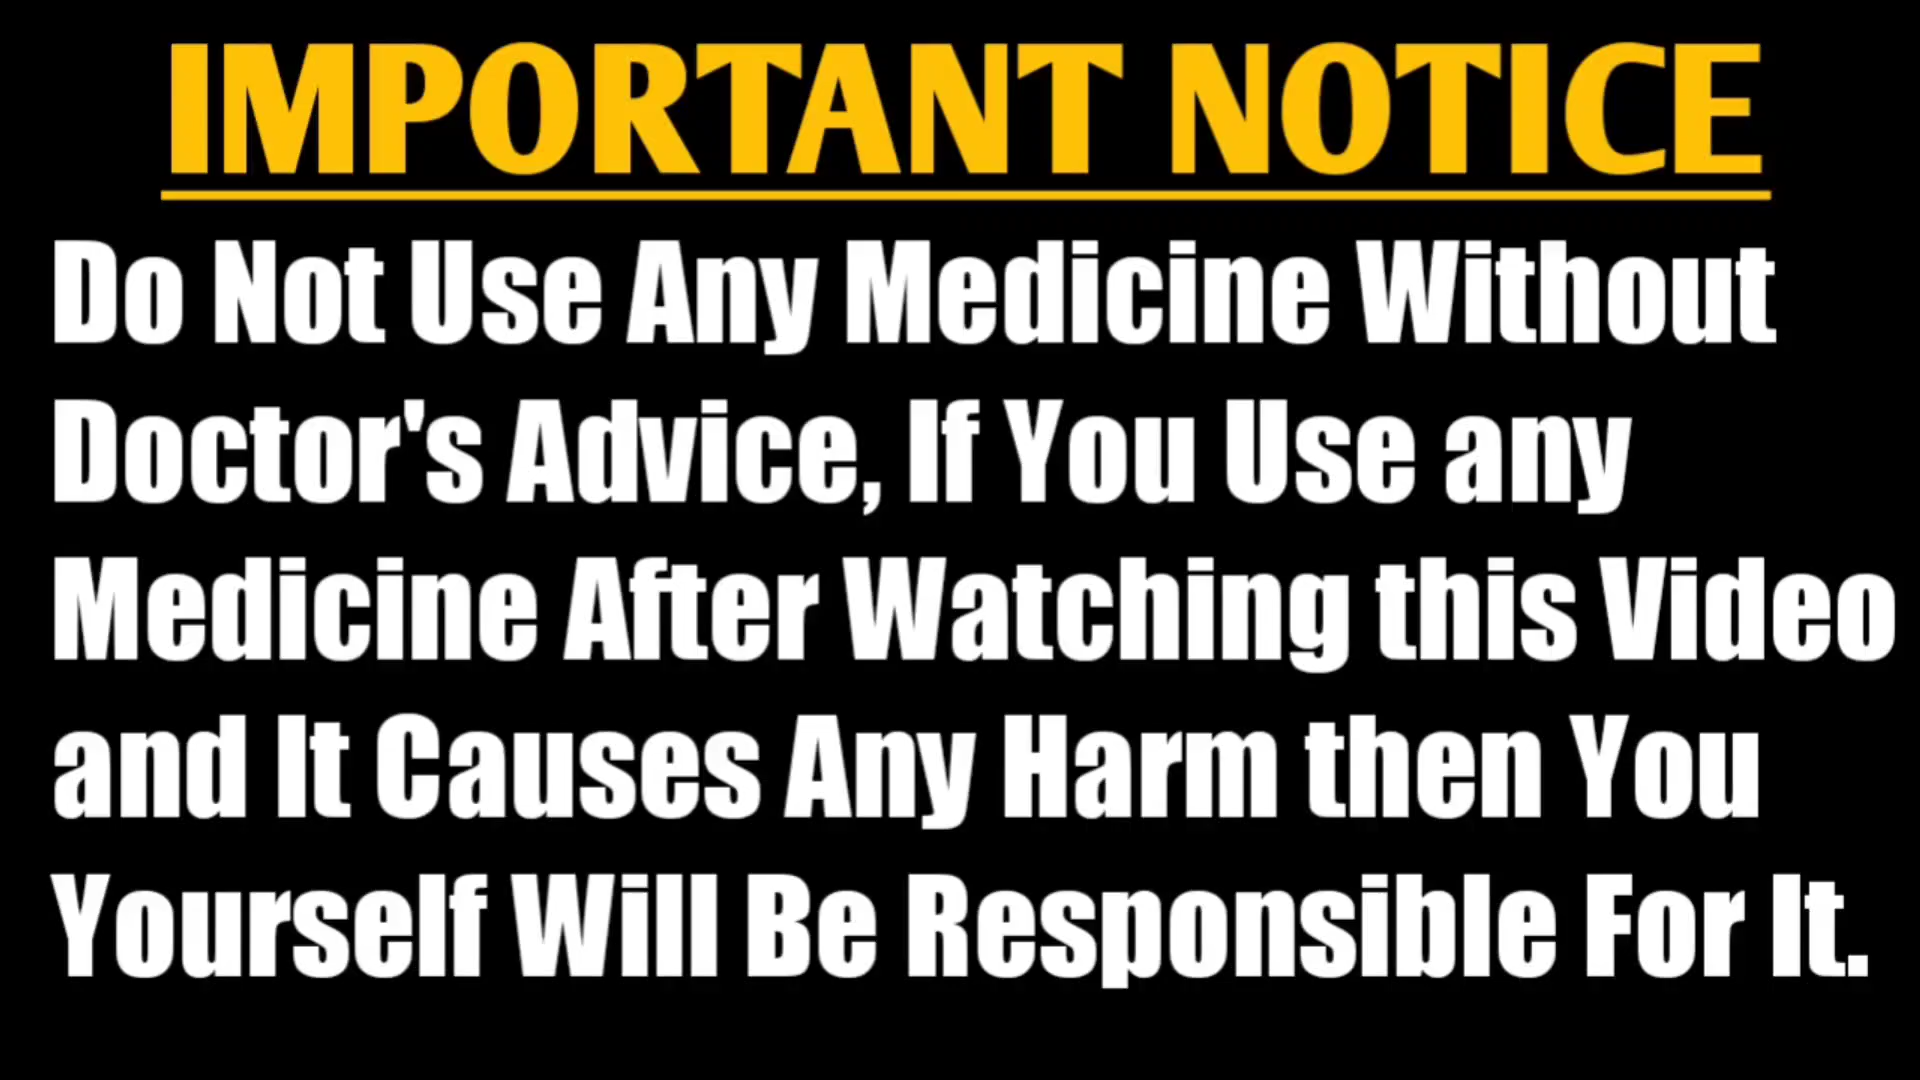 IMPORTANT NOTICE
Do Not Use Any Medicine Without
Doctor's Advice, If You Use any
Medicine After Watching this Video
and It Causes Any Harm then You
Yourself Will Be Responsible For It.